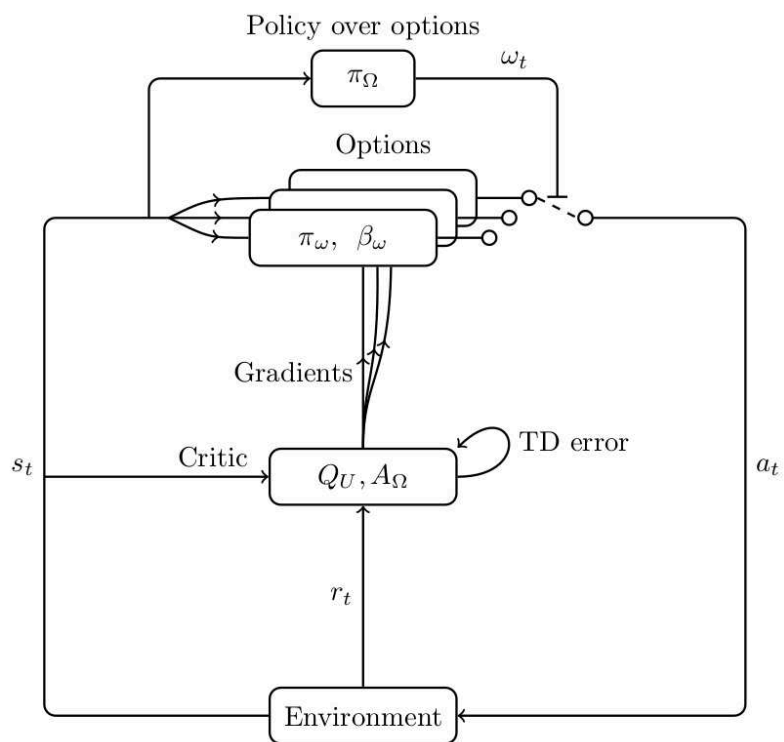 Policy over options
π_Ω
ω_t
Options
π_ω, β_ω
Gradients
Critic
TD error
s_t
Q_U, A_Ω
a_t
r_t
Environment